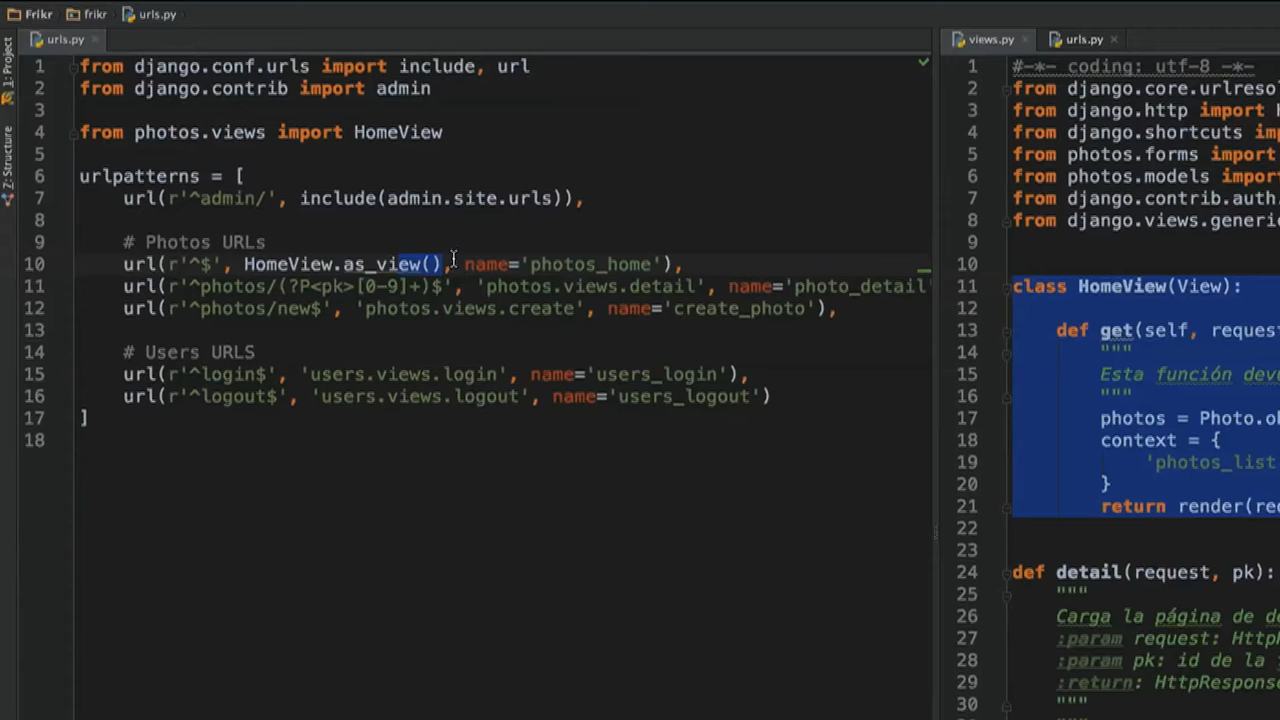 Frikr frikr urls.py
urls.py
1: Project
Z: Structure
1 from django.conf.urls import include, url
2 from django.contrib import admin
3
4 from photos.views import HomeView
5
6 urlpatterns = [
7 url(r'^admin/', include(admin.site.urls)),
8
9 # Photos URLs
10 url(r'^$', HomeView.as_view(), name='photos_home'),
11 url(r'^photos/(?P<pk>[0-9]+)$', 'photos.views.detail', name='photo_detail'
12 url(r'^photos/new$', 'photos.views.create', name='create_photo'),
13
14 # Users URLS
15 url(r'^login$', 'users.views.login', name='users_login'),
16 url(r'^logout$', 'users.views.logout', name='users_logout')
17 ]
18
views.py urls.py
1 #-*- coding: utf-8 -*-
2 from django.core.urlreso
3 from django.http import
4 from django.shortcuts im
5 from photos.forms import
6 from photos.models impor
7 from django.contrib.auth
8 from django.views.generi
9
10
11 class HomeView(View):
12
13 def get(self, reques
14 """
15 Esta función dev
16 """
17 photos = Photo.o
18 context = {
19 'photos_list
20 }
21 return render(re
22
23
24 def detail(request, pk):
25 """
26 Carga la página de d
27 :param request: Http
28 :param pk: id de la
29 :return: HttpRespons
30 """